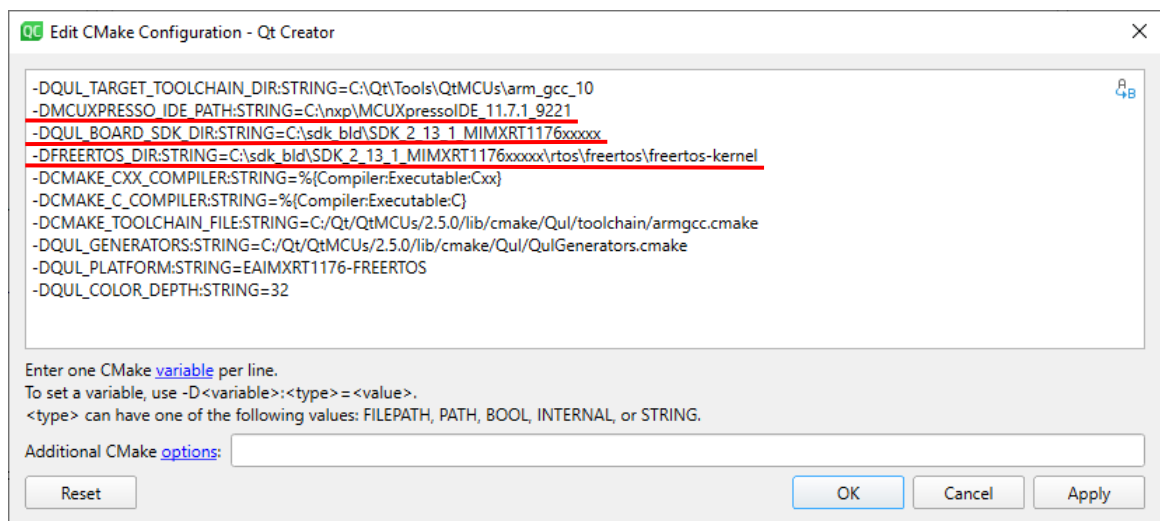 QC Edit CMake Configuration - Qt Creator
-DQUL_TARGET_TOOLCHAIN_DIR:STRING=C:\Qt\Tools\QtMCUs\arm_gcc_10
-DMCUXPRESSO_IDE_PATH:STRING=C:\nxp\MCUXpressoIDE_11.7.1_9221
-DQUL_BOARD_SDK_DIR:STRING=C:\sdk_bld\SDK_2_13_1_MIMXRT1176xxxxx
-DFREERTOS_DIR:STRING=C:\sdk_bld\SDK_2_13_1_MIMXRT1176xxxxx\rtos\freertos\freertos-kernel
-DCMAKE_CXX_COMPILER:STRING=%{Compiler:Executable:Cxx}
-DCMAKE_C_COMPILER:STRING=%{Compiler:Executable:C}
-DCMAKE_TOOLCHAIN_FILE:STRING=C:/Qt/QtMCUs/2.5.0/lib/cmake/Qul/toolchain/armgcc.cmake
-DQUL_GENERATORS:STRING=C:/Qt/QtMCUs/2.5.0/lib/cmake/Qul/QulGenerators.cmake
-DQUL_PLATFORM:STRING=EAIMXRT1176-FREERTOS
-DQUL_COLOR_DEPTH:STRING=32
A B
Enter one CMake variable per line.
To set a variable, use -D<variable>:<type>=<value>.
<type> can have one of the following values: FILEPATH, PATH, BOOL, INTERNAL, or STRING.
Additional CMake options:
Reset OK Cancel Apply